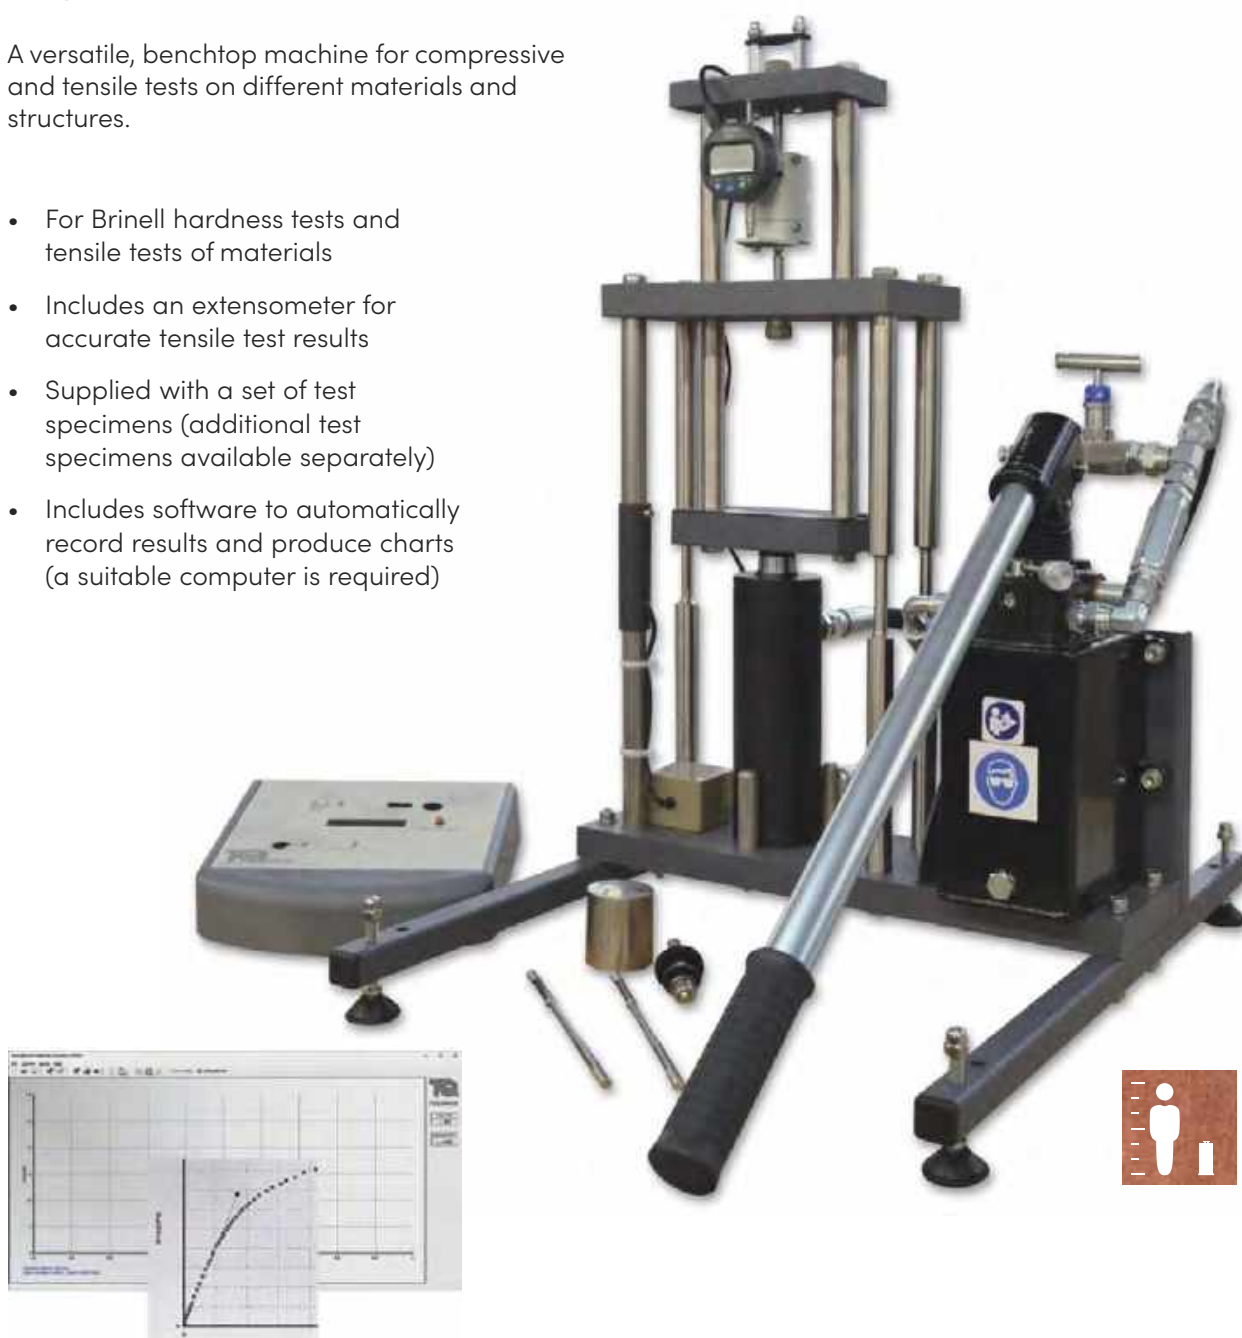 A versatile, benchtop machine for compressive
and tensile tests on different materials and
structures.
• For Brinell hardness tests and
tensile tests of materials
• Includes an extensometer for
accurate tensile test results
• Supplied with a set of test
specimens (additional test
specimens available separately)
• Includes software to automatically
record results and produce charts
(a suitable computer is required)
TQ